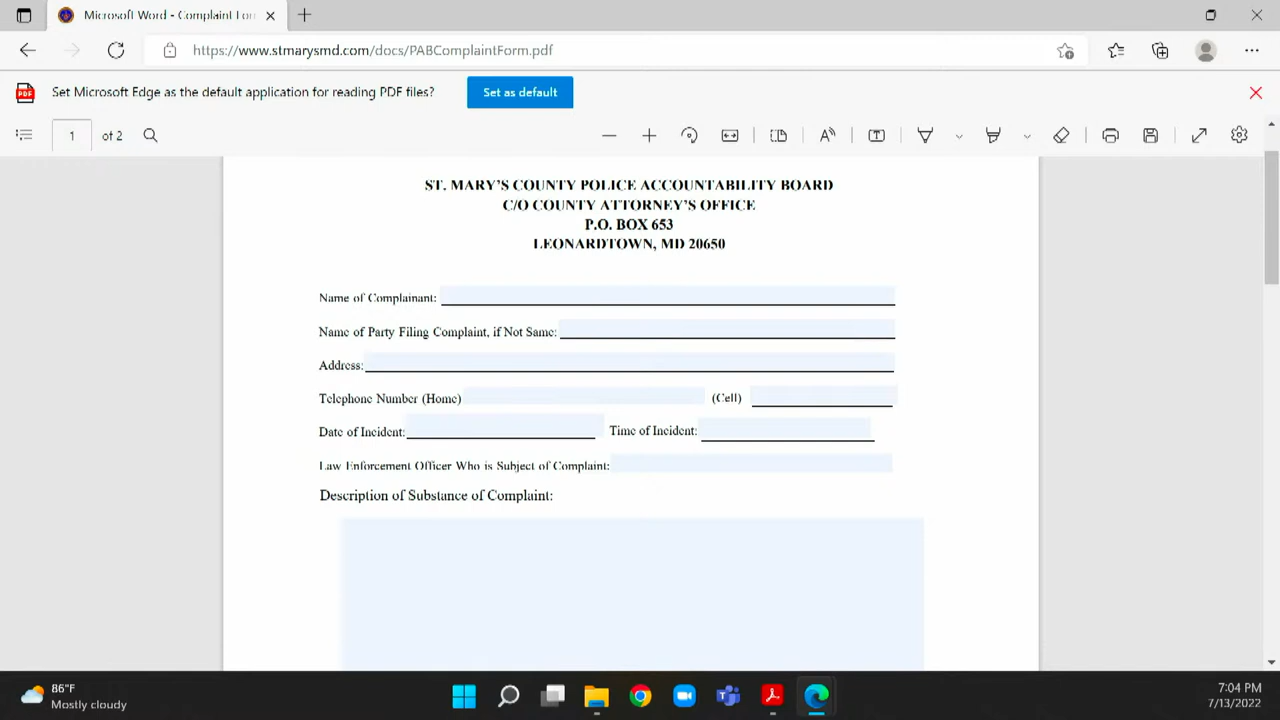 Microsoft Word - Complaint For
https://www.stmarysmd.com/docs/PABComplaintForm.pdf
PDF
Set Microsoft Edge as the default application for reading PDF files?
Set as default
1 of 2
ST. MARY'S COUNTY POLICE ACCOUNTABILITY BOARD
C/O COUNTY ATTORNEY'S OFFICE
P.O. BOX 653
LEONARDTOWN, MD 20650
Name of Complainant:
Name of Party Filing Complaint, if Not Same:
Address:
Telephone Number (Home) (Cell)
Date of Incident: Time of Incident:
Law Enforcement Officer Who is Subject of Complaint:
Description of Substance of Complaint:
86°F
Mostly cloudy
7:04 PM
7/13/2022